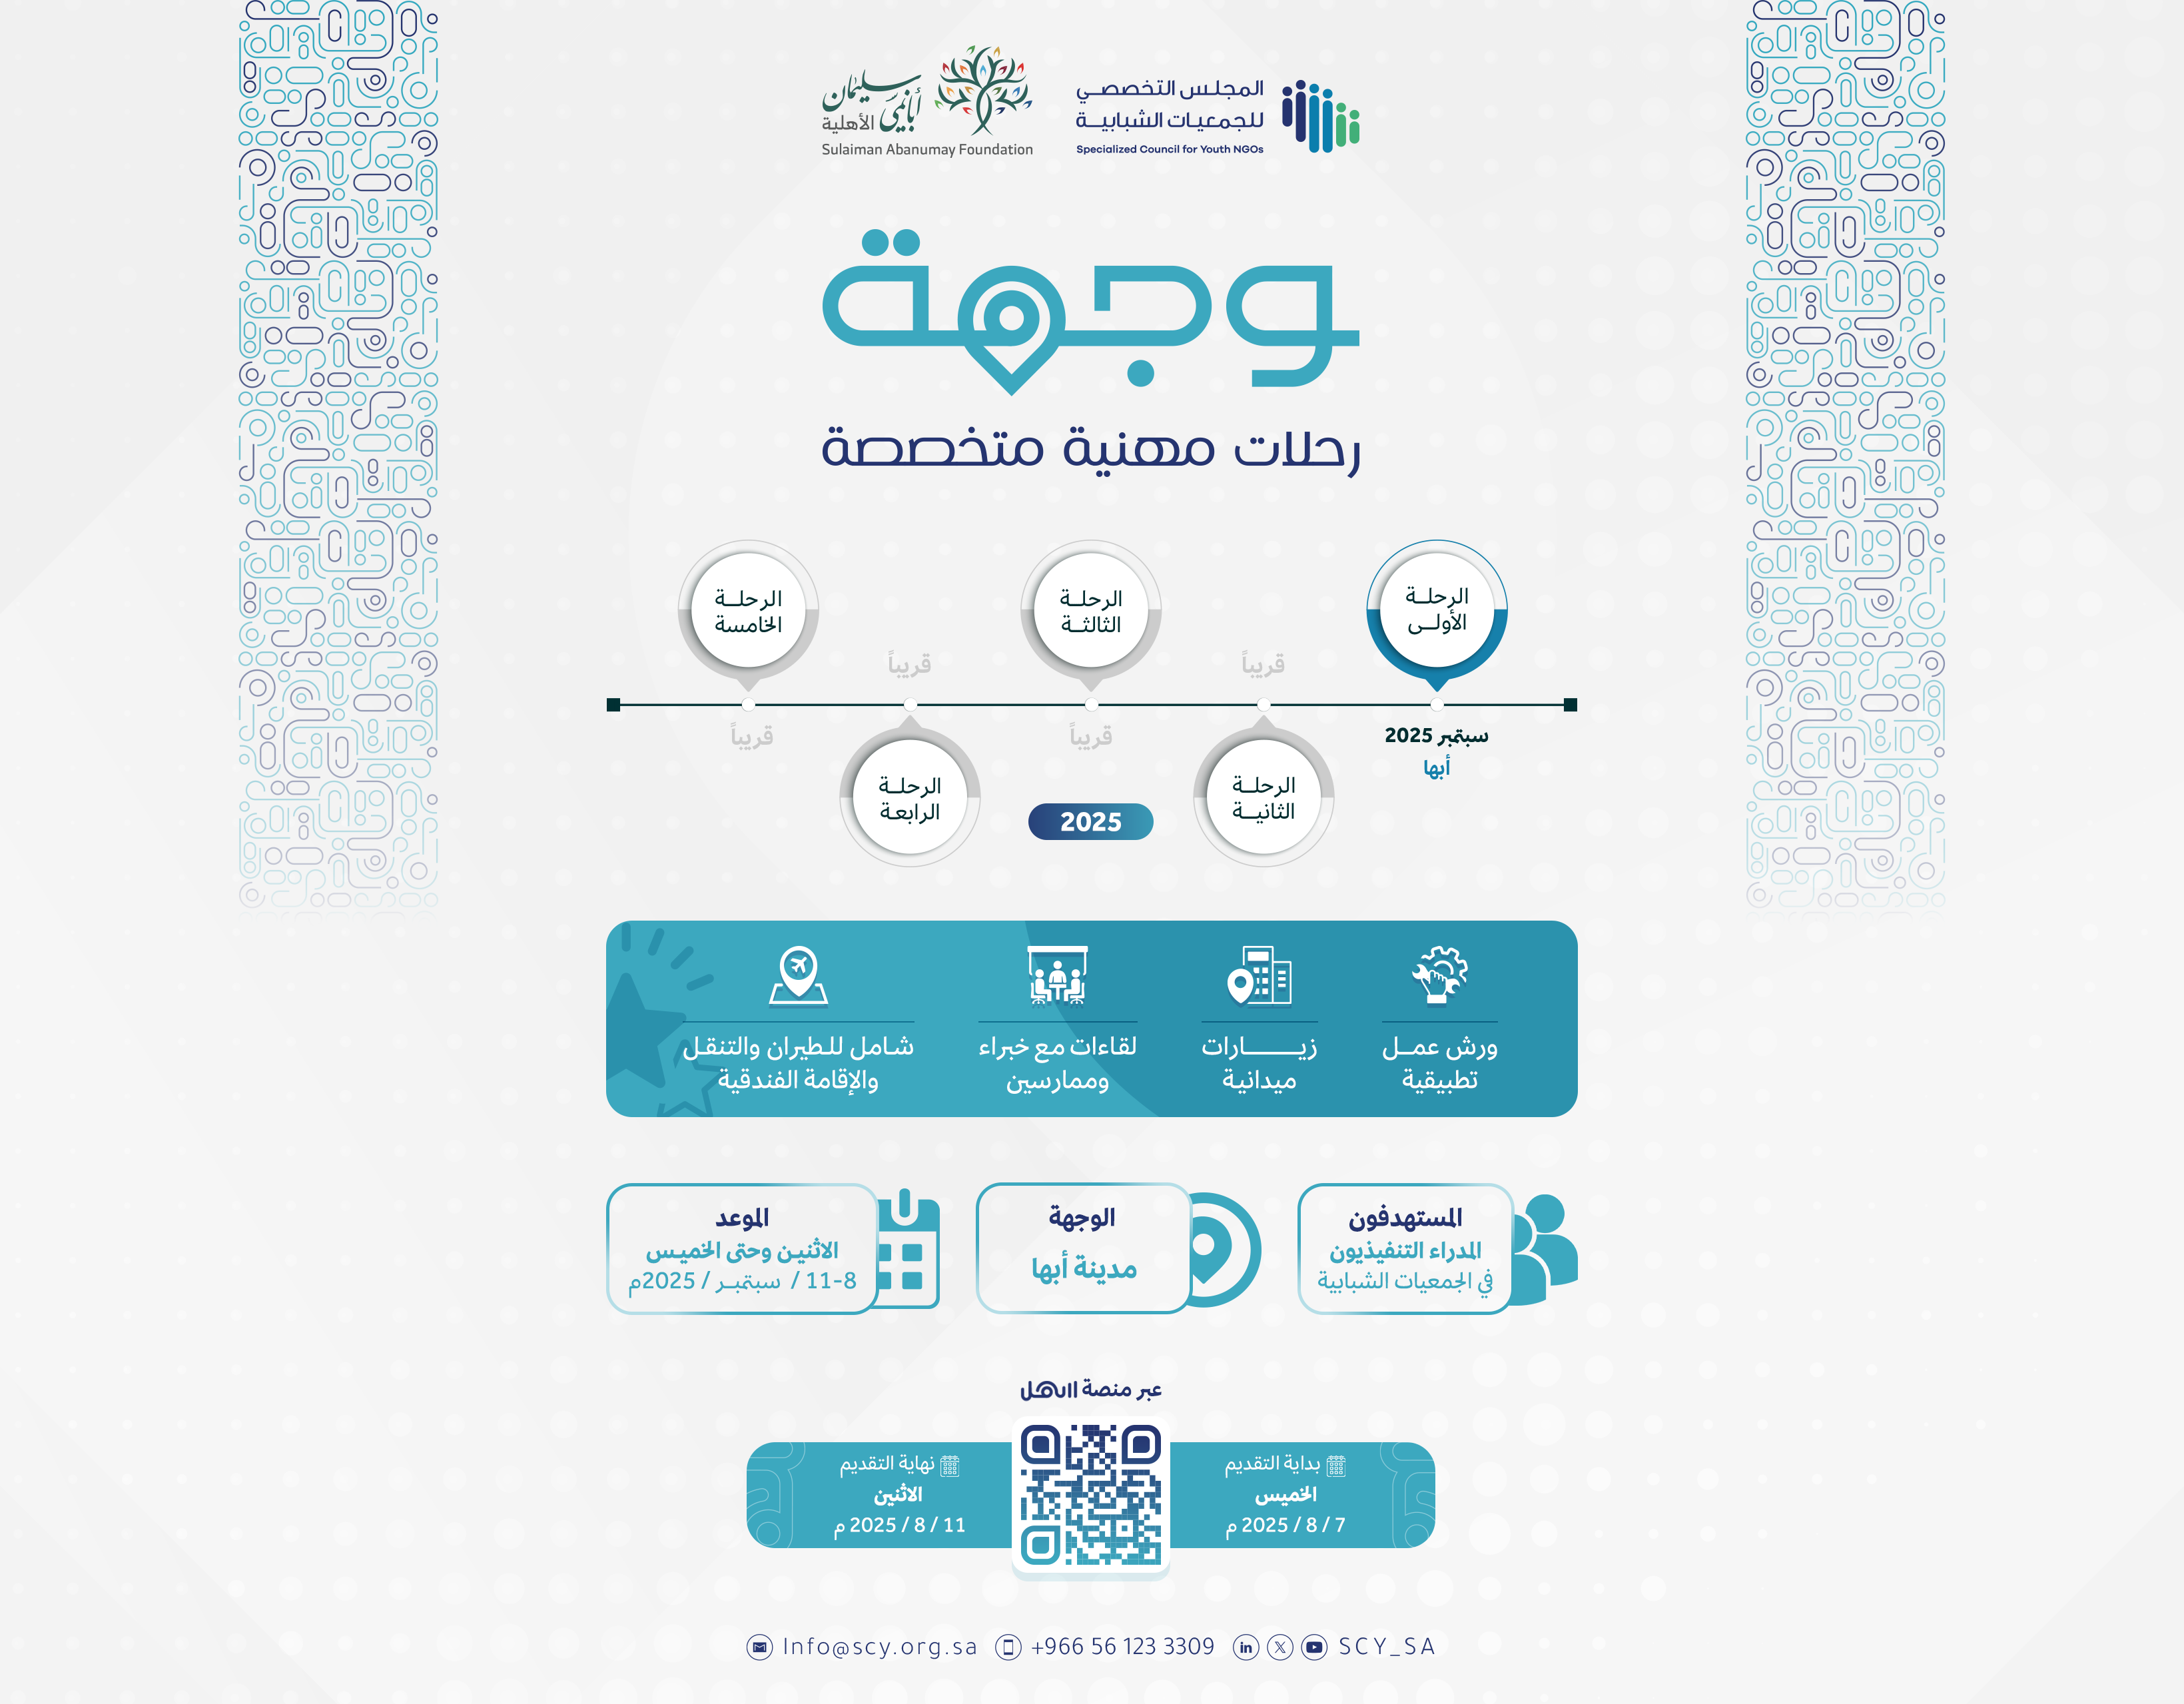 المجلس التخصصي
للجمعيات الشبابية
Specialized Council for Youth NGOs
سليمان
أبانمي الأهلية
Sulaiman Abanumay Foundation
وجهة
رحلات مهنية متخصصة
الرحلة
الأولى
سبتمبر 2025
أبها
قريباً
الرحلة
الثانية
الرحلة
الثالثة
قريباً
قريباً
الرحلة
الرابعة
الرحلة
الخامسة
قريباً
2025
ورش عمل
تطبيقية
زيارات
ميدانية
لقاءات مع خبراء
وممارسين
شامل للطيران والتنقل
والإقامة الفندقية
المستهدفون
المدراء التنفيذيون
في الجمعيات الشبابية
الوجهة
مدينة أبها
الموعد
الاثنين وحتى الخميس
8-11 / سبتمبر / 2025م
عبر منصة
بداية التقديم
الخميس
7 / 8 / 2025 م
نهاية التقديم
الاثنين
11 / 8 / 2025 م
Info@scy.org.sa
+966 56 123 3309
SCY_SA